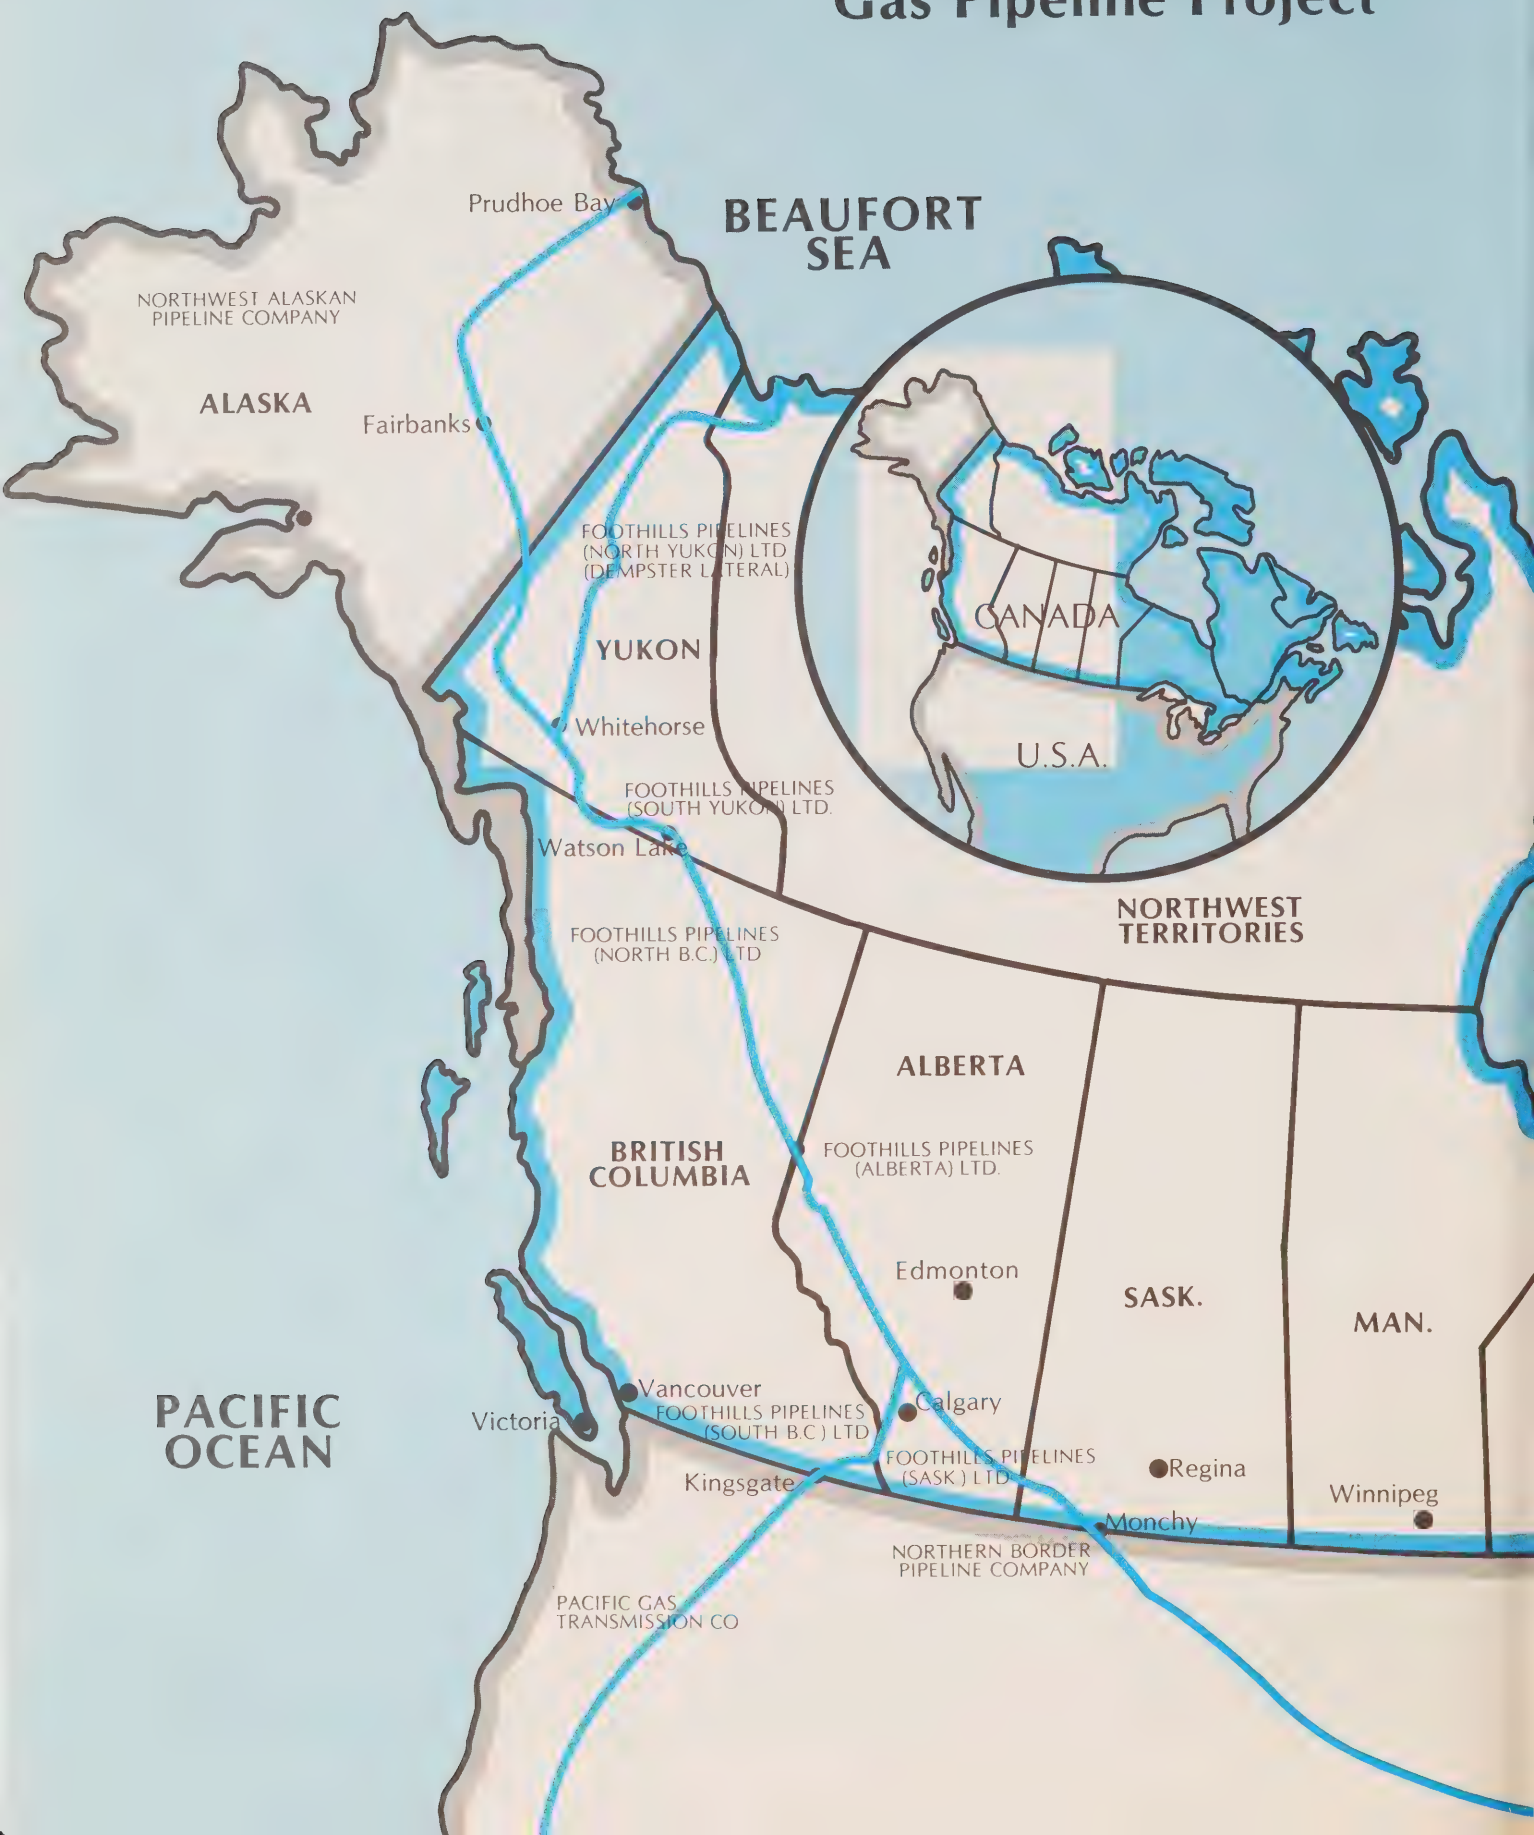 Gas Pipeline Project
Prudhoe Bay
BEAUFORT
SEA
NORTHWEST ALASKAN
PIPELINE COMPANY
ALASKA
Fairbanks
FOOTHILLS PIPELINES
(NORTH YUKON) LTD
(DEMPSTER LATERAL)
CANADA
YUKON
Whitehorse
U.S.A.
FOOTHILLS PIPELINES
(SOUTH YUKON) LTD.
Watson Lake
NORTHWEST
TERRITORIES
FOOTHILLS PIPELINES
(NORTH B.C.) LTD
ALBERTA
BRITISH
COLUMBIA
FOOTHILLS PIPELINES
(ALBERTA) LTD.
Edmonton
SASK.
MAN.
PACIFIC
OCEAN
Vancouver
Victoria
FOOTHILLS PIPELINES
(SOUTH B.C ) LTD
Calgary
Kingsgate
FOOTHILLS PIPELINES
(SASK ) LTD
Regina
Winnipeg
Monchy
NORTHERN BORDER
PIPELINE COMPANY
PACIFIC GAS
TRANSMISSION CO